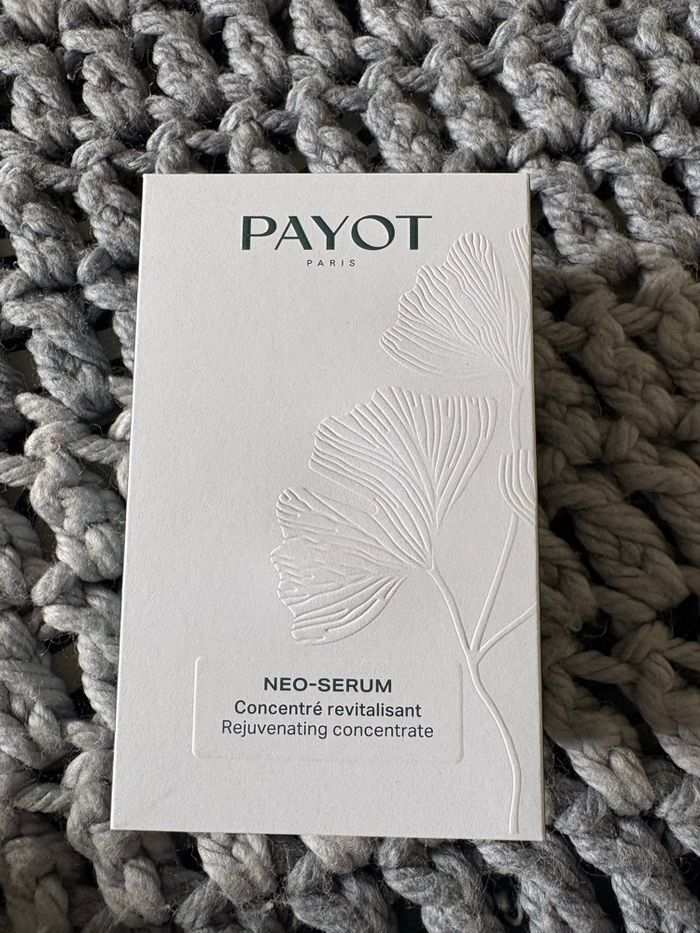 PAYOT
PARIS
NEO-SERUM
Concentré revitalisant
Rejuvenating concentrate